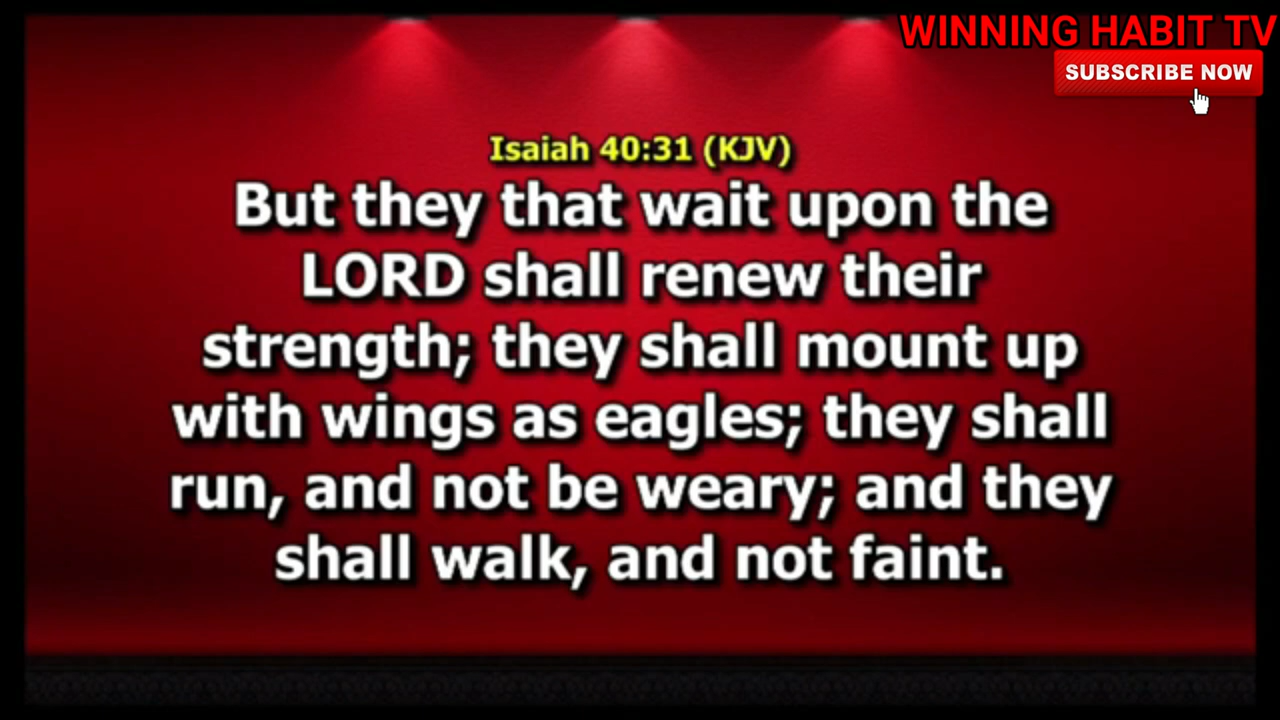 WINNING HABIT TV
SUBSCRIBE NOW
Isaiah 40:31 (KJV)
But they that wait upon the
LORD shall renew their
strength; they shall mount up
with wings as eagles; they shall
run, and not be weary; and they
shall walk, and not faint.